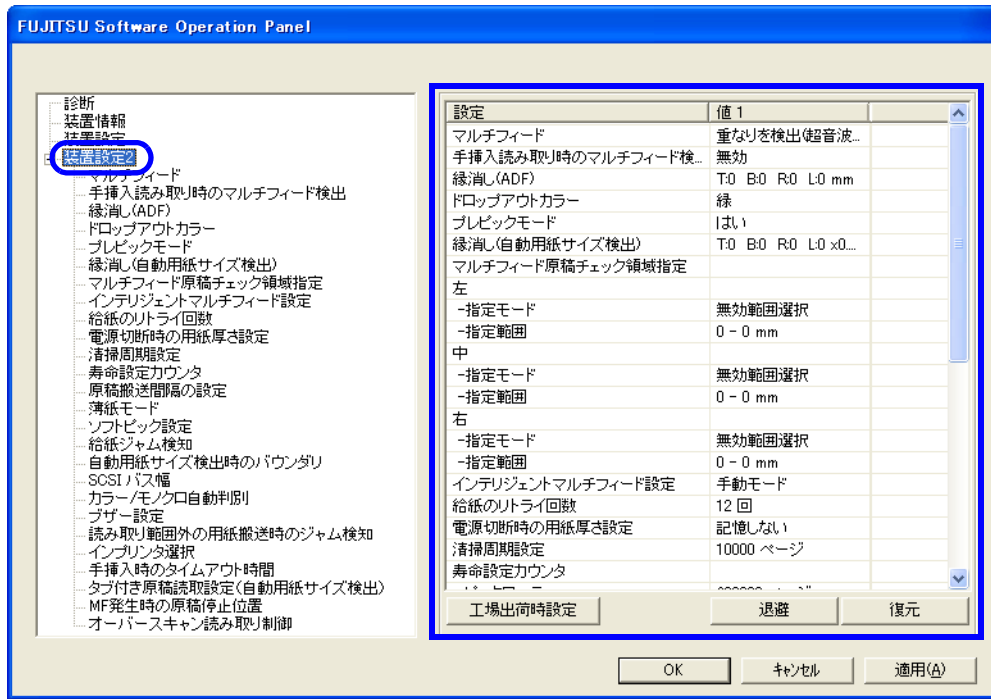 FUJITSU Software Operation Panel
診断
装置情報
装置設定
装置設定2
マルチフィード
手挿入読み取り時のマルチフィード検出
縁消し(ADF)
ドロップアウトカラー
プレピックモード
縁消し(自動用紙サイズ検出)
マルチフィード原稿チェック領域指定
インテリジェントマルチフィード設定
給紙のリトライ回数
電源切断時の用紙厚さ設定
清掃周期設定
寿命設定カウンタ
原稿搬送間隔の設定
薄紙モード
ソフトピック設定
給紙ジャム検知
自動用紙サイズ検出時のバウンダリ
SCSI バス幅
カラー/モノクロ自動判別
ブザー設定
読み取り範囲外の用紙搬送時のジャム検知
インプリンタ選択
手挿入時のタイムアウト時間
タブ付き原稿読取設定(自動用紙サイズ検出)
MF発生時の原稿停止位置
オーバースキャン読み取り制御
設定 値 1
マルチフィード 重なりを検出(超音波...
手挿入読み取り時のマルチフィード検... 無効
縁消し(ADF) T:0 B:0 R:0 L:0 mm
ドロップアウトカラー 緑
プレピックモード はい
縁消し(自動用紙サイズ検出) T:0 B:0 R:0 L:0 x0...
マルチフィード原稿チェック領域指定
左
-指定モード 無効範囲選択
-指定範囲 0 - 0 mm
中
-指定モード 無効範囲選択
-指定範囲 0 - 0 mm
右
-指定モード 無効範囲選択
-指定範囲 0 - 0 mm
インテリジェントマルチフィード設定 手動モード
給紙のリトライ回数 12 回
電源切断時の用紙厚さ設定 記憶しない
清掃周期設定 10000 ページ
寿命設定カウンタ
工場出荷時設定 退避 復元
OK キャンセル 適用(A)